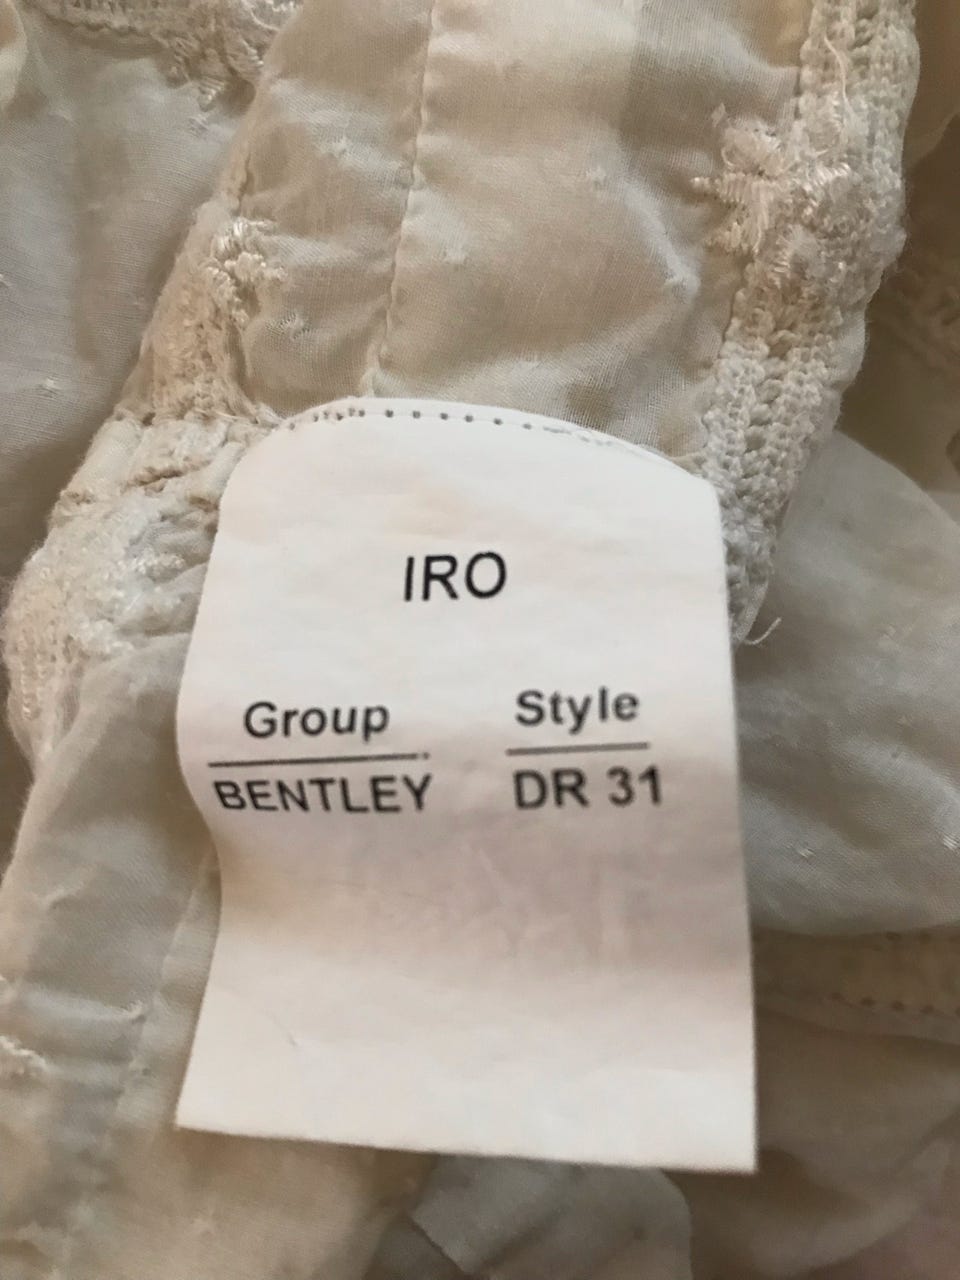 IRO
Group Style
BENTLEY DR 31